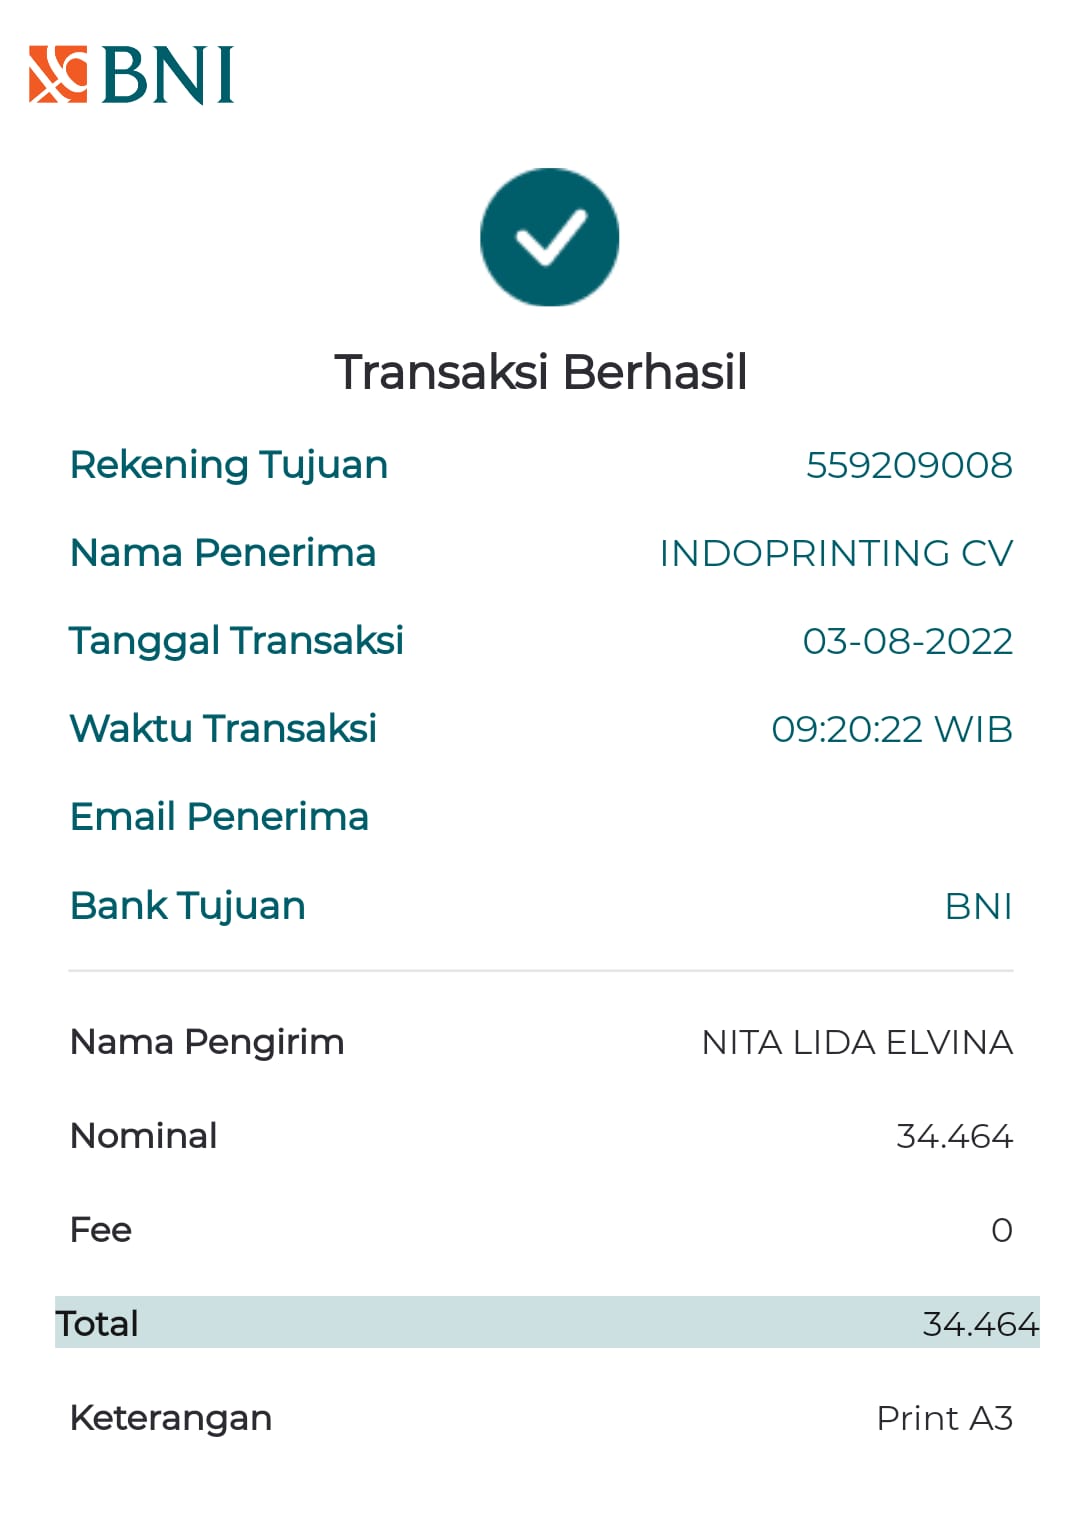 BNI
Transaksi Berhasil
Rekening Tujuan 559209008
Nama Penerima INDOPRINTING CV
Tanggal Transaksi 03-08-2022
Waktu Transaksi 09:20:22 WIB
Email Penerima
Bank Tujuan BNI
Nama Pengirim NITA LIDA ELVINA
Nominal 34.464
Fee 0
Total 34.464
Keterangan Print A3